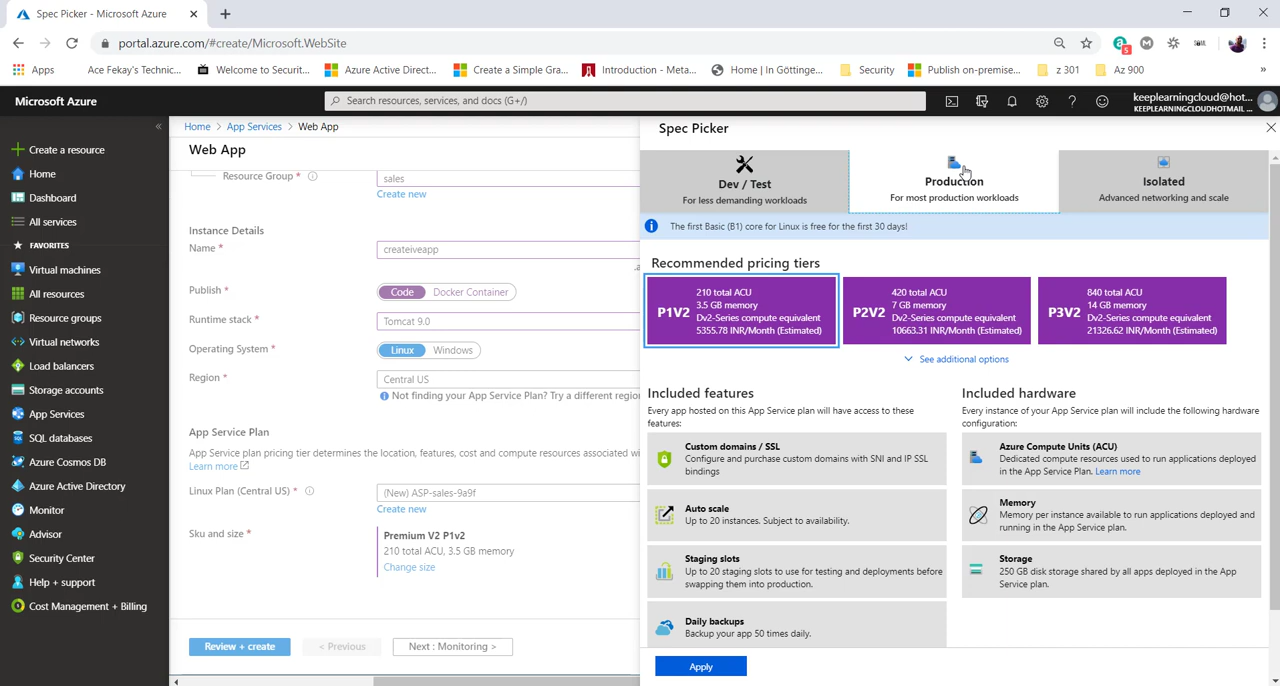 Spec Picker - Microsoft Azure
portal.azure.com/#create/Microsoft.WebSite
5
Apps
Ace Fekay's Technic...
Welcome to Securit...
Azure Active Direct...
Create a Simple Gra...
Introduction - Meta...
Home | In Göttinge...
Security
Publish on-premise...
z 301
Az 900
»
Microsoft Azure
Search resources, services, and docs (G+/)
keeplearningcloud@hot...
KEEPLEARNINGCLOUDHOTMAIL ...
«
Create a resource
Home
Dashboard
All services
FAVORITES
Virtual machines
All resources
Resource groups
Virtual networks
Load balancers
Storage accounts
App Services
SQL databases
Azure Cosmos DB
Azure Active Directory
Monitor
Advisor
Security Center
Help + support
Cost Management + Billing
Home > App Services > Web App
Web App
Resource Group *
sales
Create new
Instance Details
Name *
createiveapp
Publish *
Code
Docker Container
Runtime stack *
Tomcat 9.0
Operating System *
Linux
Windows
Region *
Central US
Not finding your App Service Plan? Try a different region
App Service Plan
App Service plan pricing tier determines the location, features, cost and compute resources associated wi
Learn more
Linux Plan (Central US) *
(New) ASP-sales-9a9f
Create new
Sku and size *
Premium V2 P1v2
210 total ACU, 3.5 GB memory
Change size
Review + create
< Previous
Next : Monitoring >
Spec Picker
Dev / Test
For less demanding workloads
Production
For most production workloads
Isolated
Advanced networking and scale
The first Basic (B1) core for Linux is free for the first 30 days!
Recommended pricing tiers
P1V2
210 total ACU
3.5 GB memory
Dv2-Series compute equivalent
5355.78 INR/Month (Estimated)
P2V2
420 total ACU
7 GB memory
Dv2-Series compute equivalent
10663.31 INR/Month (Estimated)
P3V2
840 total ACU
14 GB memory
Dv2-Series compute equivalent
21326.62 INR/Month (Estimated)
See additional options
Included features
Every app hosted on this App Service plan will have access to these
features:
Custom domains / SSL
Configure and purchase custom domains with SNI and IP SSL
bindings
Auto scale
Up to 20 instances. Subject to availability.
Staging slots
Up to 20 staging slots to use for testing and deployments before
swapping them into production.
Daily backups
Backup your app 50 times daily.
Included hardware
Every instance of your App Service plan will include the following hardware
configuration:
Azure Compute Units (ACU)
Dedicated compute resources used to run applications deployed
in the App Service Plan. Learn more
Memory
Memory per instance available to run applications deployed and
running in the App Service plan.
Storage
250 GB disk storage shared by all apps deployed in the App
Service plan.
Apply